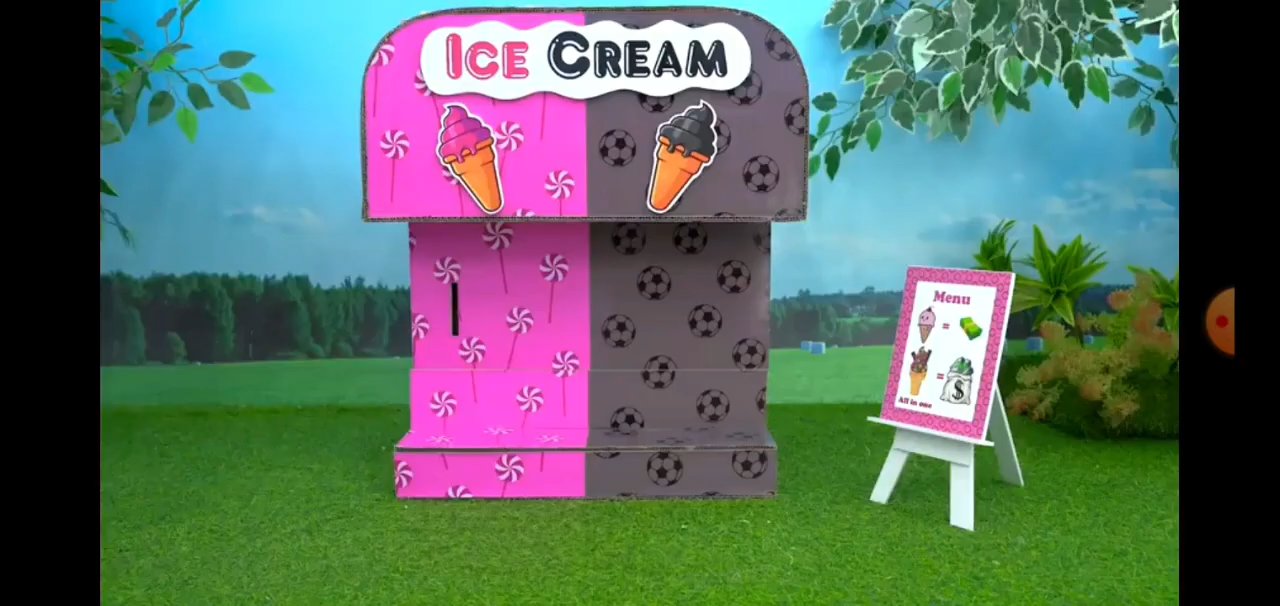 ICE CREAM
Menu
=
=
$
All in one